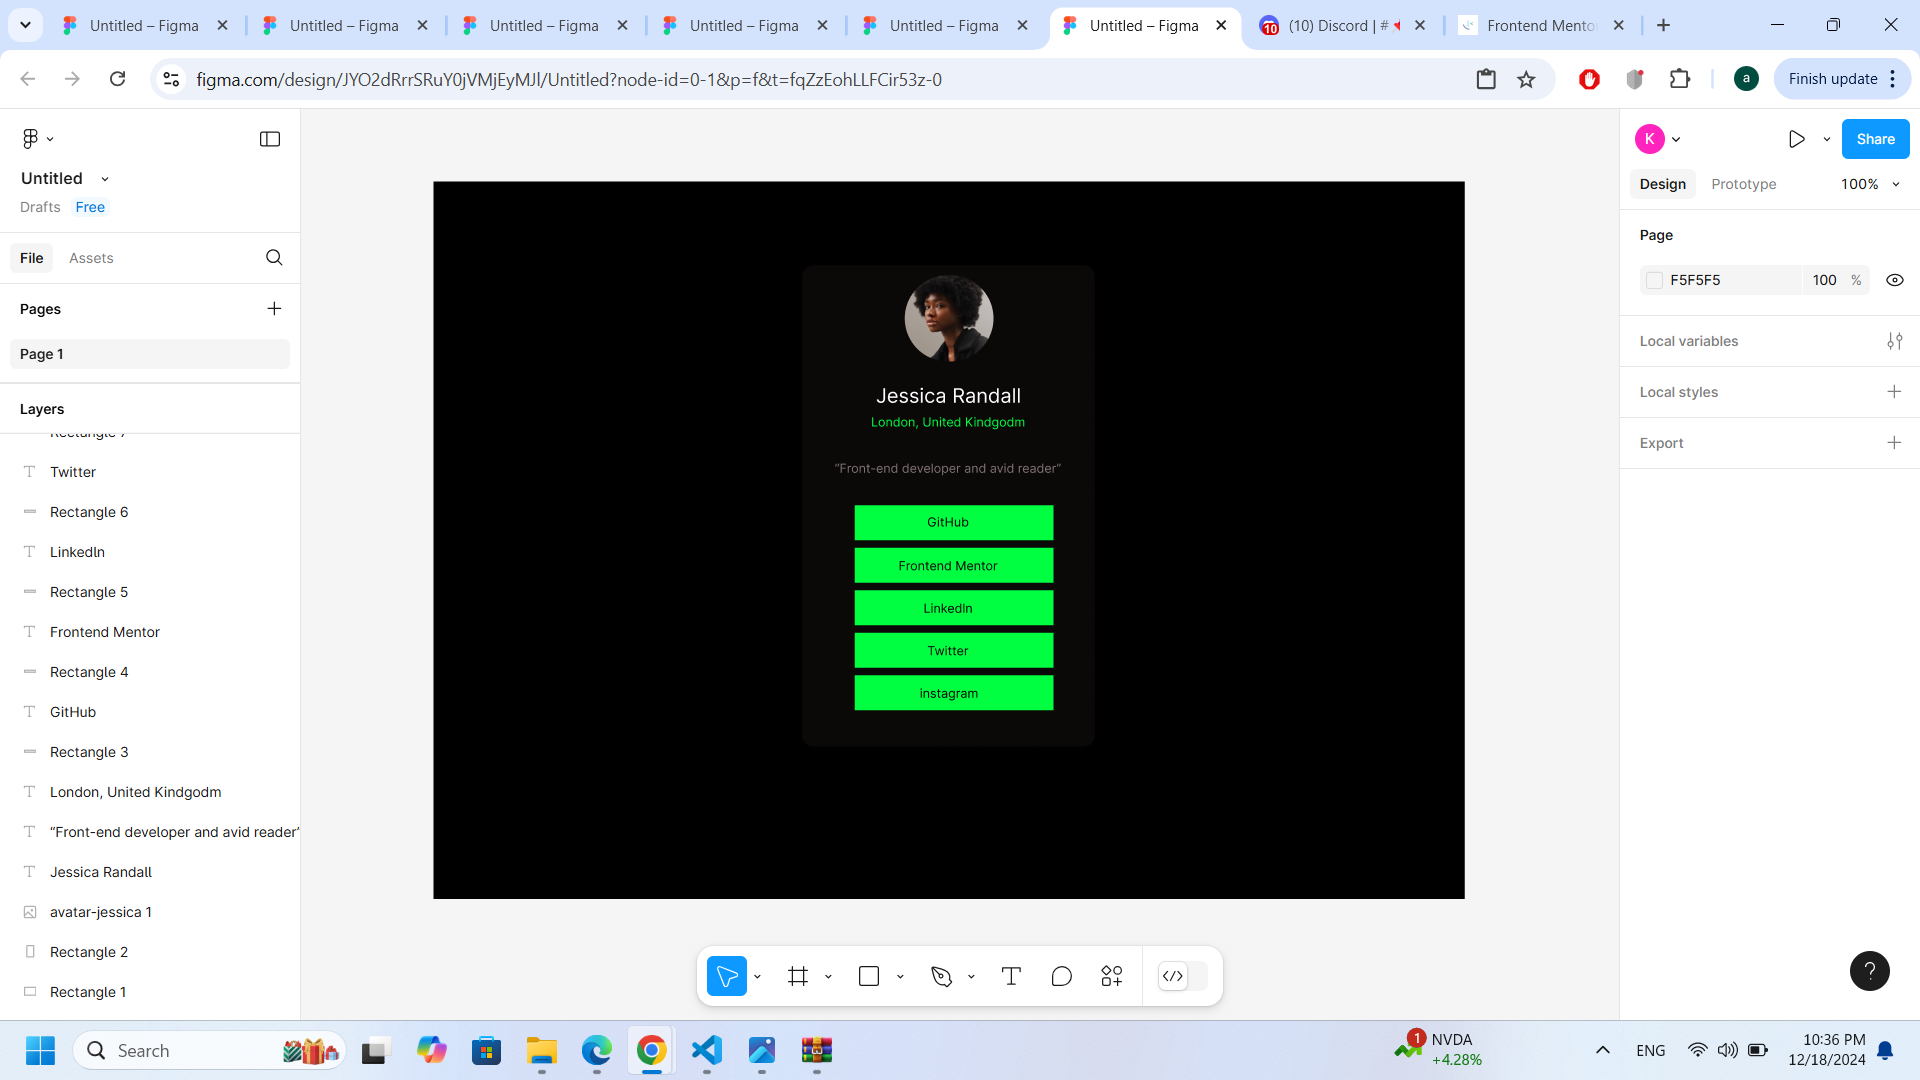 Untitled – Figma
Untitled – Figma
Untitled – Figma
Untitled – Figma
Untitled – Figma
Untitled – Figma
(10) Discord | #
Frontend Mento
figma.com/design/JYO2dRrrSRuY0jVMjEyMJl/Untitled?node-id=0-1&p=f&t=fqZzEohLLFCir53z-0
a
Finish update
Untitled
Drafts Free
File Assets
Pages
Page 1
Layers
Rectangle 7
Twitter
Rectangle 6
LinkedIn
Rectangle 5
Frontend Mentor
Rectangle 4
GitHub
Rectangle 3
London, United Kindgodm
“Front-end developer and avid reader”
Jessica Randall
avatar-jessica 1
Rectangle 2
Rectangle 1
Jessica Randall
London, United Kindgodm
“Front-end developer and avid reader”
GitHub
Frontend Mentor
LinkedIn
Twitter
instagram
K
Share
Design Prototype 100%
Page
F5F5F5 100 %
Local variables
Local styles
Export
?
Search
1
NVDA
+4.28%
ENG
10:36 PM
12/18/2024